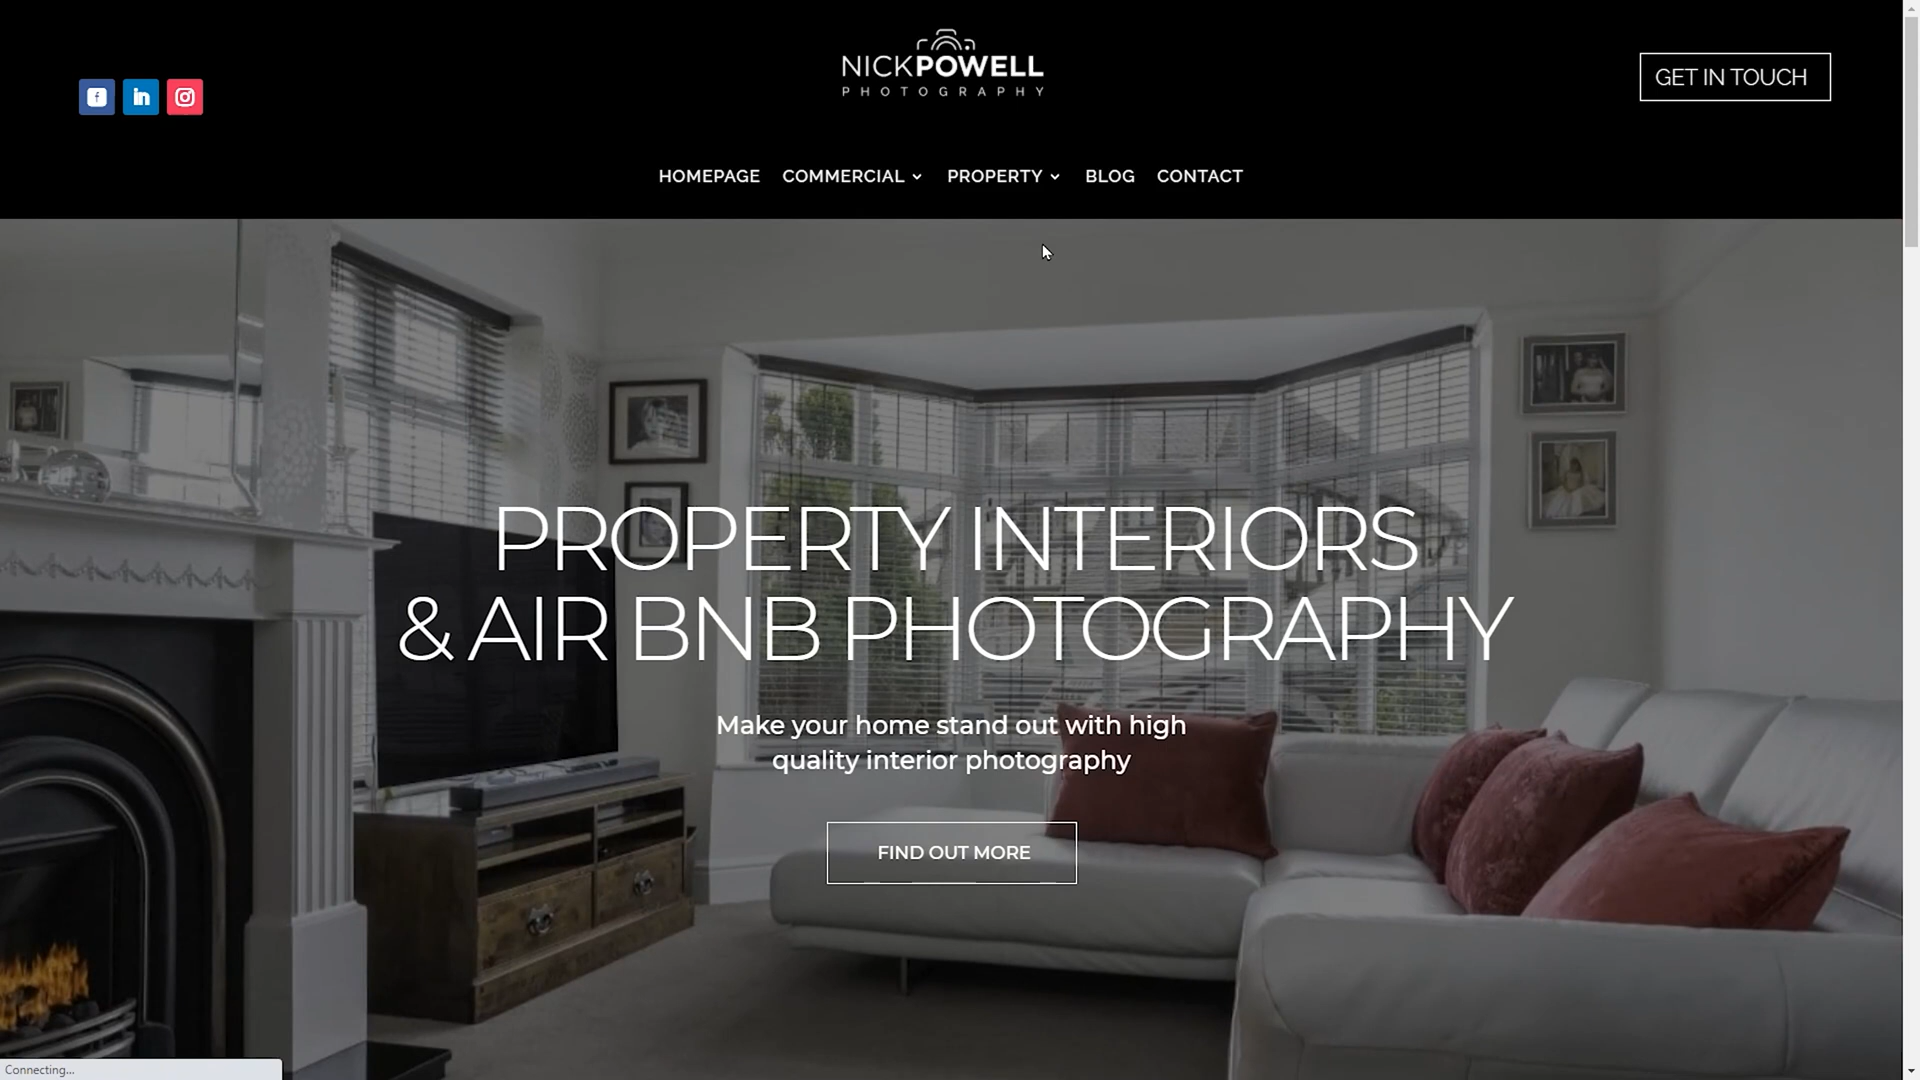 NICKPOWELL
PHOTOGRAPHY
GET IN TOUCH
HOMEPAGE COMMERCIAL PROPERTY BLOG CONTACT
PROPERTY INTERIORS
& AIR BNB PHOTOGRAPHY
Make your home stand out with high
quality interior photography
FIND OUT MORE
Connecting...